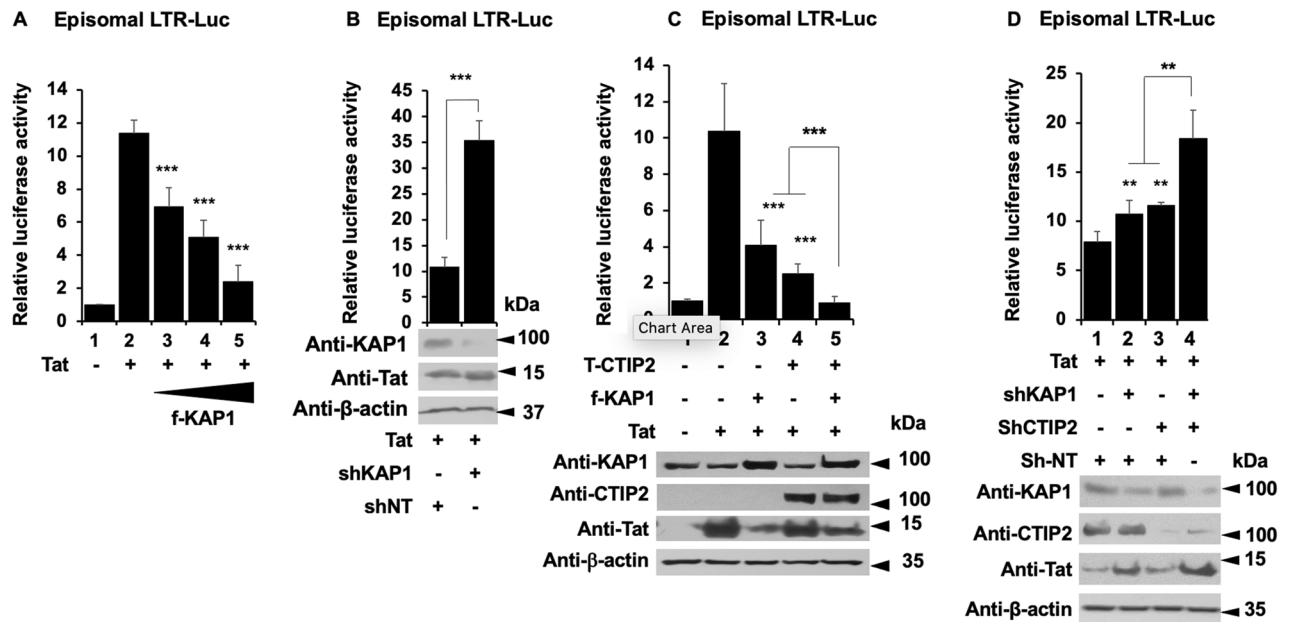 A Episomal LTR-Luc
Relative luciferase activity
14
12
10
8
6
4
2
0
*** *** ***
1 2 3 4 5
Tat - + + + +
f-KAP1
B Episomal LTR-Luc
Relative luciferase activity
45
40
35
30
25
20
15
10
5
0
***
kDa
Anti-KAP1 100
Anti-Tat 15
Anti-β-actin 37
Tat + +
shKAP1 - +
shNT + -
C Episomal LTR-Luc
Relative luciferase activity
14
12
10
8
6
4
2
0
***
*** ***
Chart Area
1 2 3 4 5
T-CTIP2 - - - + +
f-KAP1 - - + - +
Tat - + + + +
kDa
Anti-KAP1 100
Anti-CTIP2 100
Anti-Tat 15
Anti-β-actin 35
D Episomal LTR-Luc
Relative luciferase activity
25
20
15
10
5
0
**
** **
1 2 3 4
Tat + + + +
shKAP1 - + - +
ShCTIP2 - - + +
Sh-NT + + + -
kDa
Anti-KAP1 100
Anti-CTIP2 100
Anti-Tat 15
Anti-β-actin 35